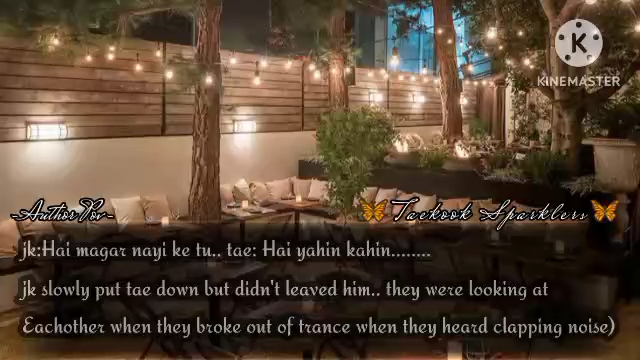 KINEMASTER
-Author Pov-
🦋Taekook Sparklers🦋
jk:Hai magar nayi ke tu.. tae: Hai yahin kahin........
jk slowly put tae down but didn't leaved him.. they were looking at
Eachother when they broke out of trance when they heard clapping noise)